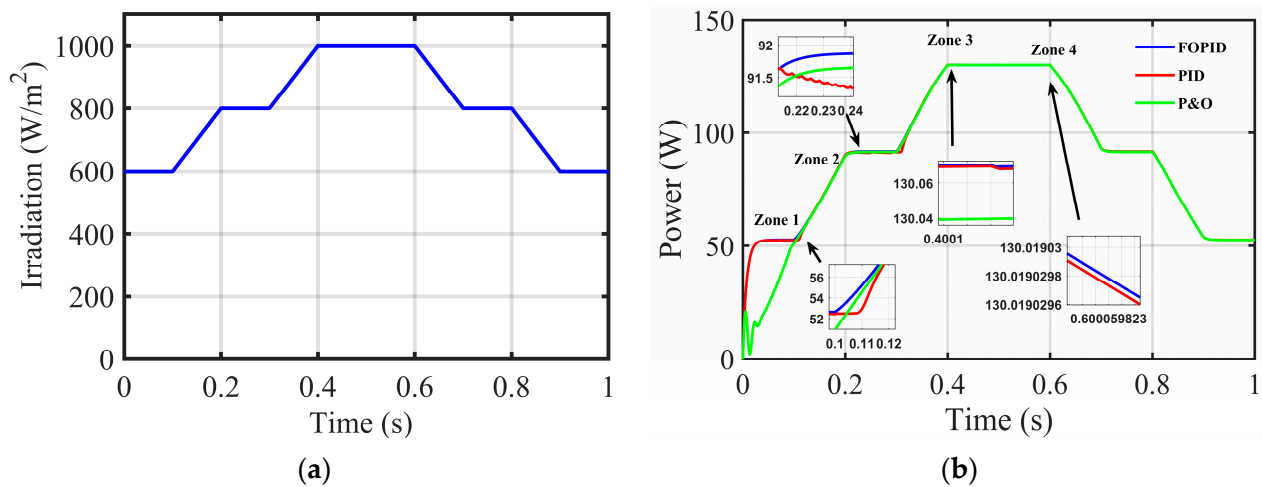 1000
800
600
400
200
0
Irradiation (W/m²)
0 0.2 0.4 0.6 0.8 1
Time (s)
(a)
150
100
50
0
Power (W)
0 0.2 0.4 0.6 0.8 1
Time (s)
(b)
FOPID
PID
P&O
Zone 1
Zone 2
Zone 3
Zone 4
92
91.5
0.22 0.23 0.24
56
54
52
0.1 0.11 0.12
130.06
130.04
0.4001
130.01903
130.0190298
130.0190296
0.600059823